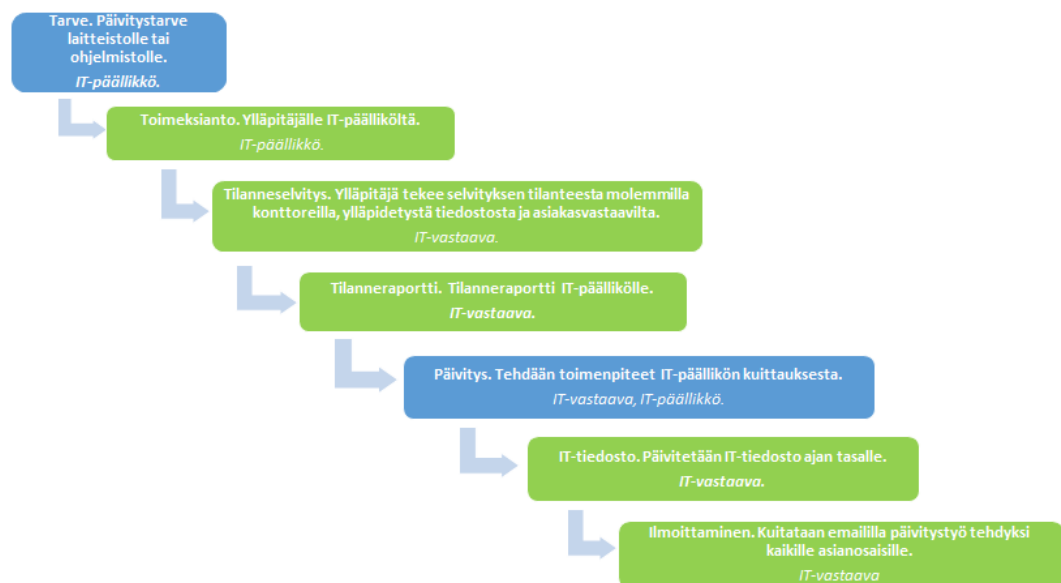 Tarve. Päivitystarve
laitteistolle tai
ohjelmistolle.
IT-päällikkö.
Toimeksianto. Ylläpitäjälle IT-päälliköltä.
IT-päällikkö.
Tilanneselvitys. Ylläpitäjä tekee selvityksen tilanteesta molemmilla
konttoreilla, ylläpidetystä tiedostosta ja asiakasvastaavilta.
IT-vastaava.
Tilanneraportti. Tilanneraportti IT-päällikölle.
IT-vastaava.
Päivitys. Tehdään toimenpiteet IT-päällikön kuittauksesta.
IT-vastaava, IT-päällikkö.
IT-tiedosto. Päivitetään IT-tiedosto ajan tasalle.
IT-vastaava.
Ilmoittaminen. Kuitataan emaililla päivitystyö tehdyksi
kaikille asianosaisille.
IT-vastaava